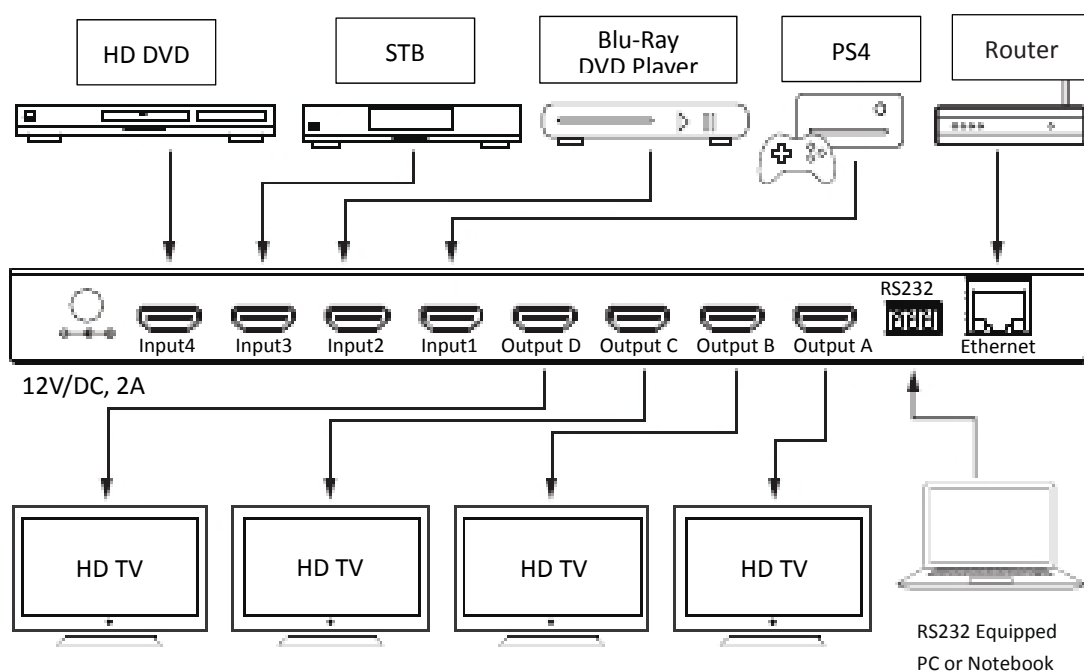 HD DVD
STB
Blu-Ray
DVD Player
PS4
Router
RS232
Input4
Input3
Input2
Input1
Output D
Output C
Output B
Output A
Ethernet
12V/DC, 2A
HD TV
HD TV
HD TV
HD TV
RS232 Equipped
PC or Notebook